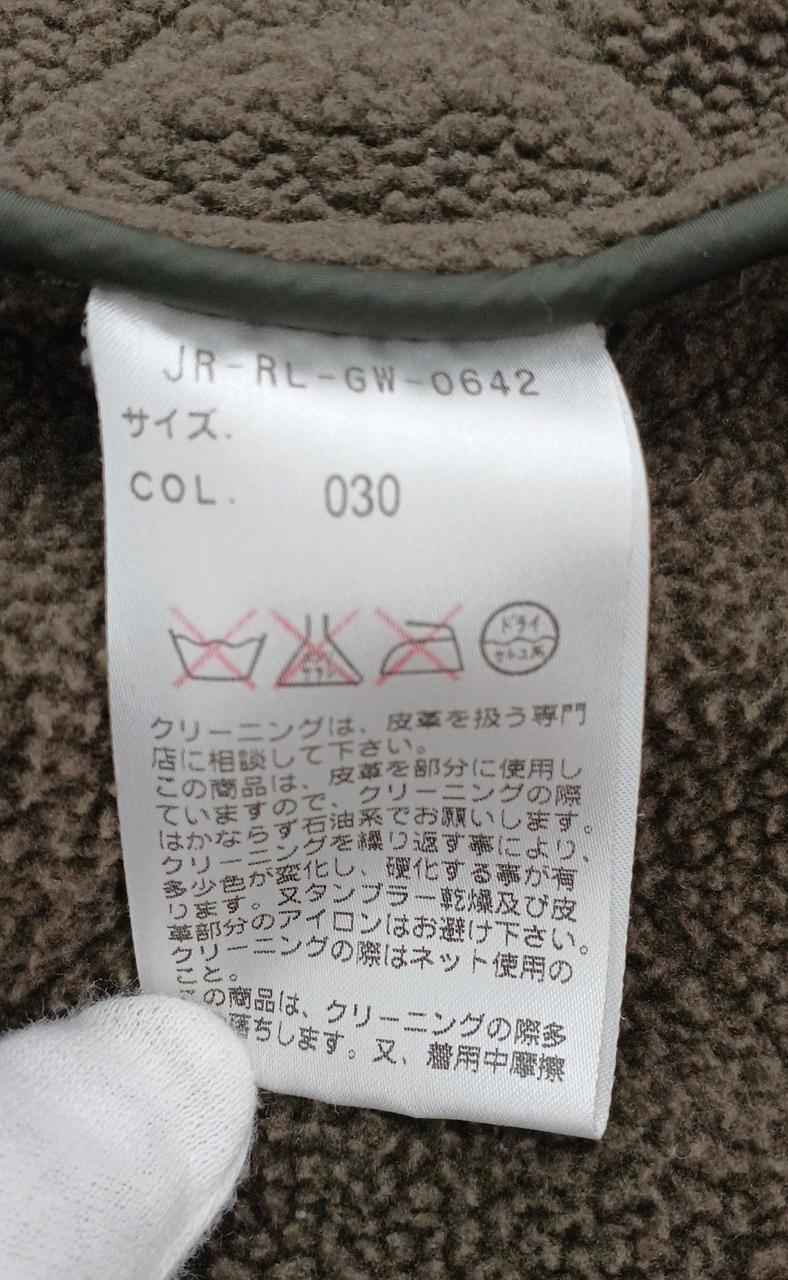 JR-RL-GW-0642
サイズ.
COL. 030
ドライ
セキユ系
クリーニングは、皮革を扱う専門
店に相談して下さい。
この商品は、皮革を部分に使用し
ていますので、クリーニングの際
はかならず石油系でお願いします。
クリーニングを繰り返す事により、
多少色が変化し、硬化する事が有
ります。又タンブラー乾燥及び皮
革部分のアイロンはお避け下さい。
クリーニングの際はネット使用の
こと。
この商品は、クリーニングの際多
落ちします。又、着用中摩擦